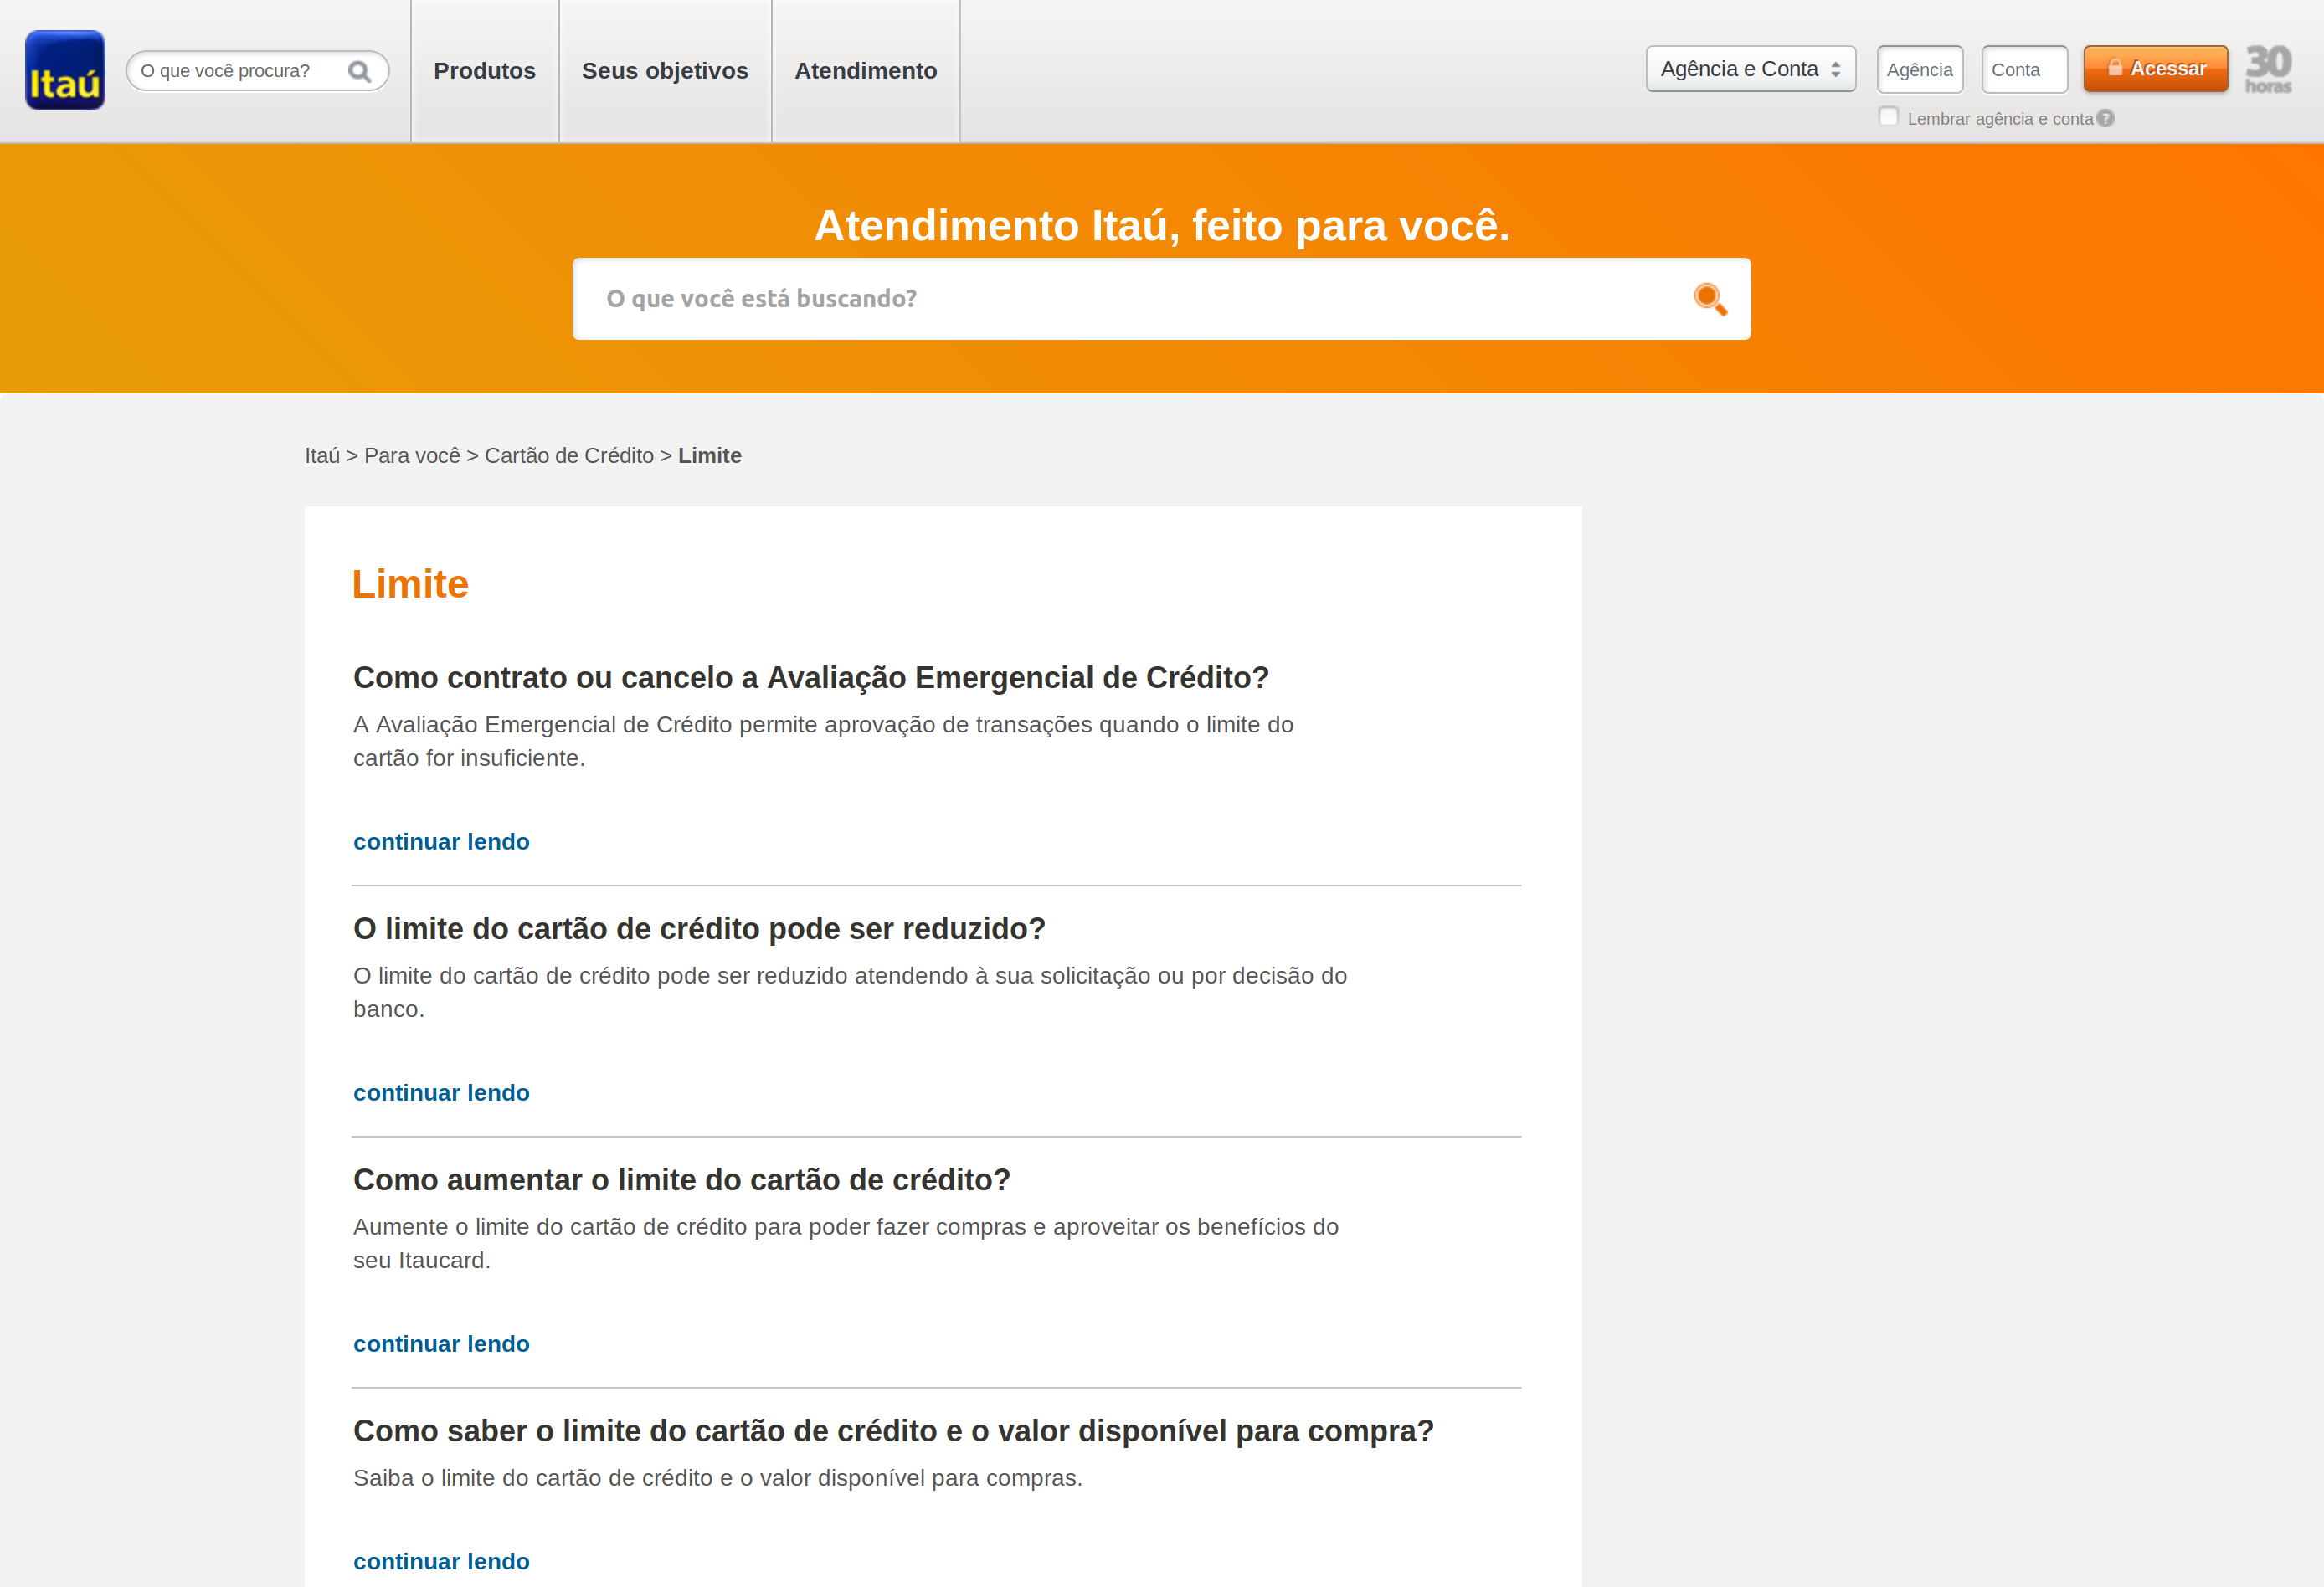 Itaú
O que você procura?
Produtos
Seus objetivos
Atendimento
Agência e Conta
Agência
Conta
Acessar
30
horas
Lembrar agência e conta
?
Atendimento Itaú, feito para você.
O que você está buscando?
Itaú > Para você > Cartão de Crédito > Limite
Limite
Como contrato ou cancelo a Avaliação Emergencial de Crédito?
A Avaliação Emergencial de Crédito permite aprovação de transações quando o limite do
cartão for insuficiente.
continuar lendo
O limite do cartão de crédito pode ser reduzido?
O limite do cartão de crédito pode ser reduzido atendendo à sua solicitação ou por decisão do
banco.
continuar lendo
Como aumentar o limite do cartão de crédito?
Aumente o limite do cartão de crédito para poder fazer compras e aproveitar os benefícios do
seu Itaucard.
continuar lendo
Como saber o limite do cartão de crédito e o valor disponível para compra?
Saiba o limite do cartão de crédito e o valor disponível para compras.
continuar lendo